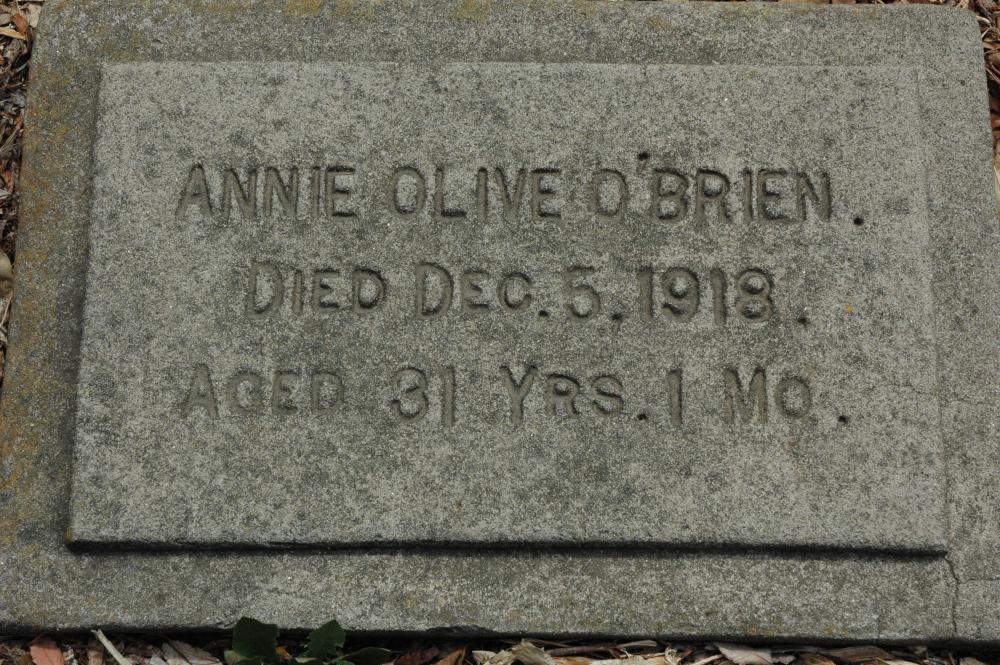 ANNIE OLIVE O'BRIEN.
DIED DEC. 5, 1918.
AGED 31 YRS. 1 MO.